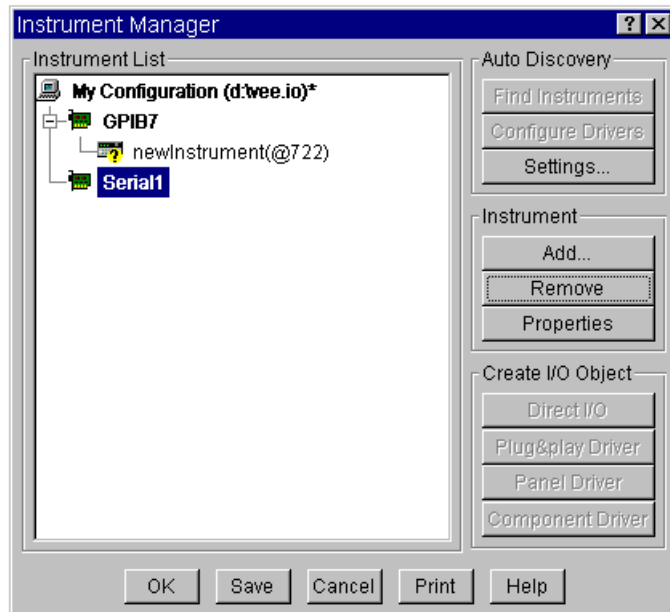 Instrument Manager
Instrument List
My Configuration (d:\vee.io)*
GPIB7
newInstrument(@722)
Serial1
Auto Discovery
Find Instruments
Configure Drivers
Settings...
Instrument
Add...
Remove
Properties
Create I/O Object
Direct I/O
Plug&play Driver
Panel Driver
Component Driver
OK
Save
Cancel
Print
Help